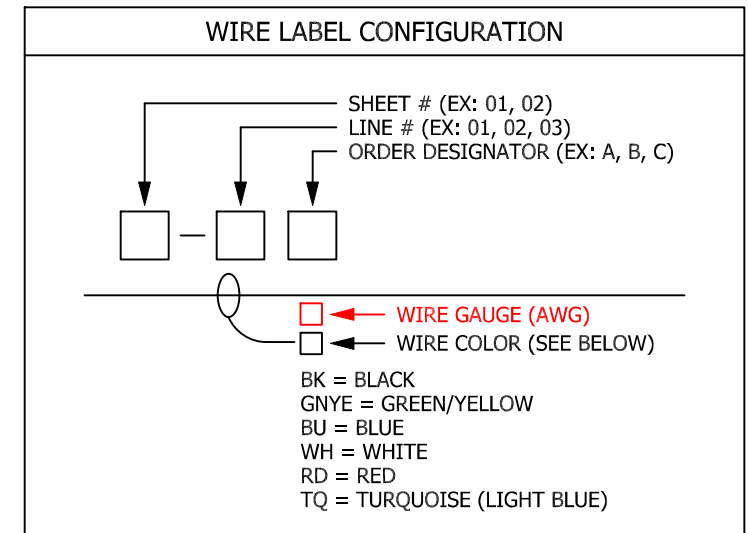 WIRE LABEL CONFIGURATION
SHEET # (EX: 01, 02)
LINE # (EX: 01, 02, 03)
ORDER DESIGNATOR (EX: A, B, C)
WIRE GAUGE (AWG)
WIRE COLOR (SEE BELOW)
BK = BLACK
GNYE = GREEN/YELLOW
BU = BLUE
WH = WHITE
RD = RED
TQ = TURQUOISE (LIGHT BLUE)